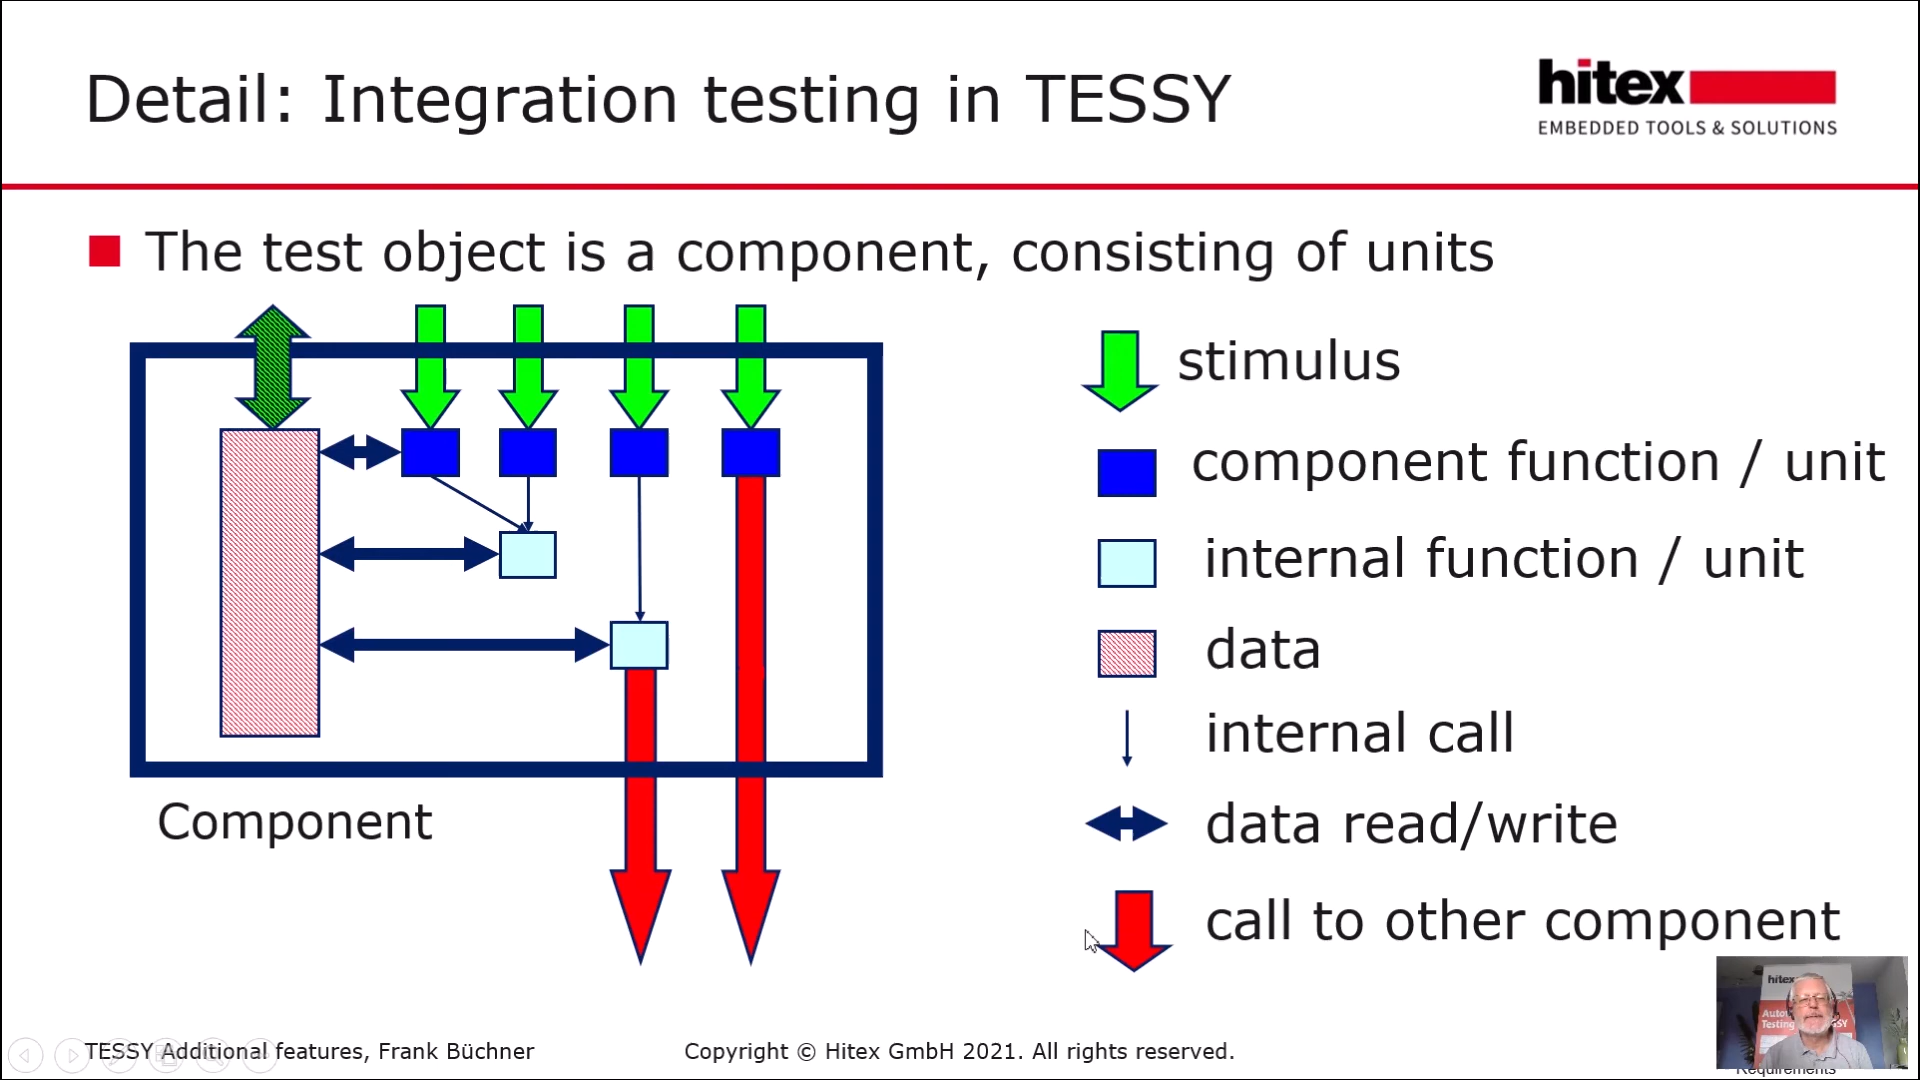 Detail: Integration testing in TESSY
hitex
EMBEDDED TOOLS & SOLUTIONS
The test object is a component, consisting of units
stimulus
component function / unit
internal function / unit
data
internal call
data read/write
call to other component
Component
hitex
TESSY Additional features, Frank Büchner
Copyright © Hitex GmbH 2021. All rights reserved.
Requirements